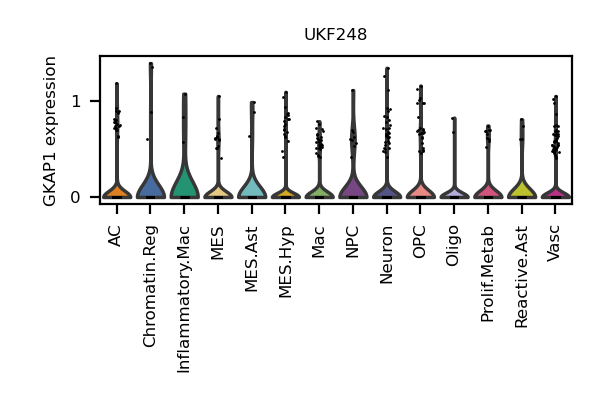 UKF248
GKAP1 expression
1
0
AC
Chromatin.Reg
Inflammatory.Mac
MES
MES.Ast
MES.Hyp
Mac
NPC
Neuron
OPC
Oligo
Prolif.Metab
Reactive.Ast
Vasc